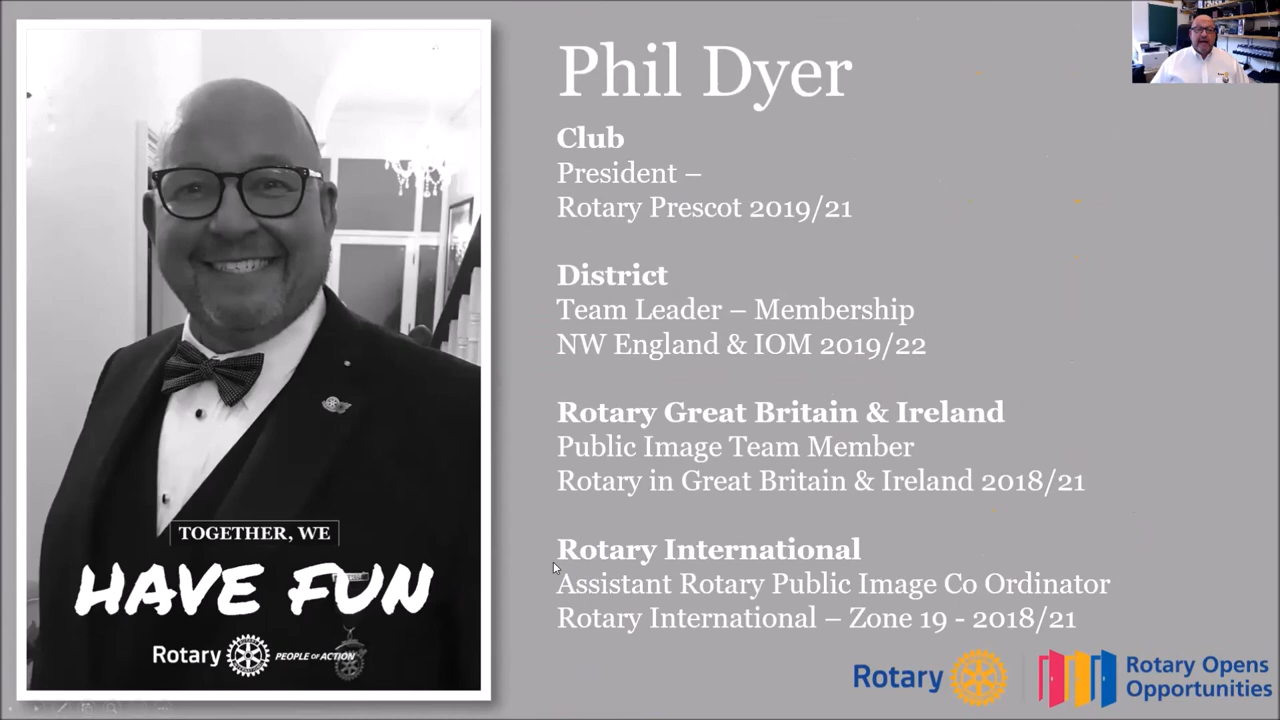 Phil Dyer
Club
President –
Rotary Prescot 2019/21
District
Team Leader – Membership
NW England & IOM 2019/22
Rotary Great Britain & Ireland
Public Image Team Member
Rotary in Great Britain & Ireland 2018/21
Rotary International
Assistant Rotary Public Image Co Ordinator
Rotary International – Zone 19 - 2018/21
TOGETHER, WE
HAVE FUN
Rotary PEOPLE OF ACTION
Rotary
Rotary Opens
Opportunities